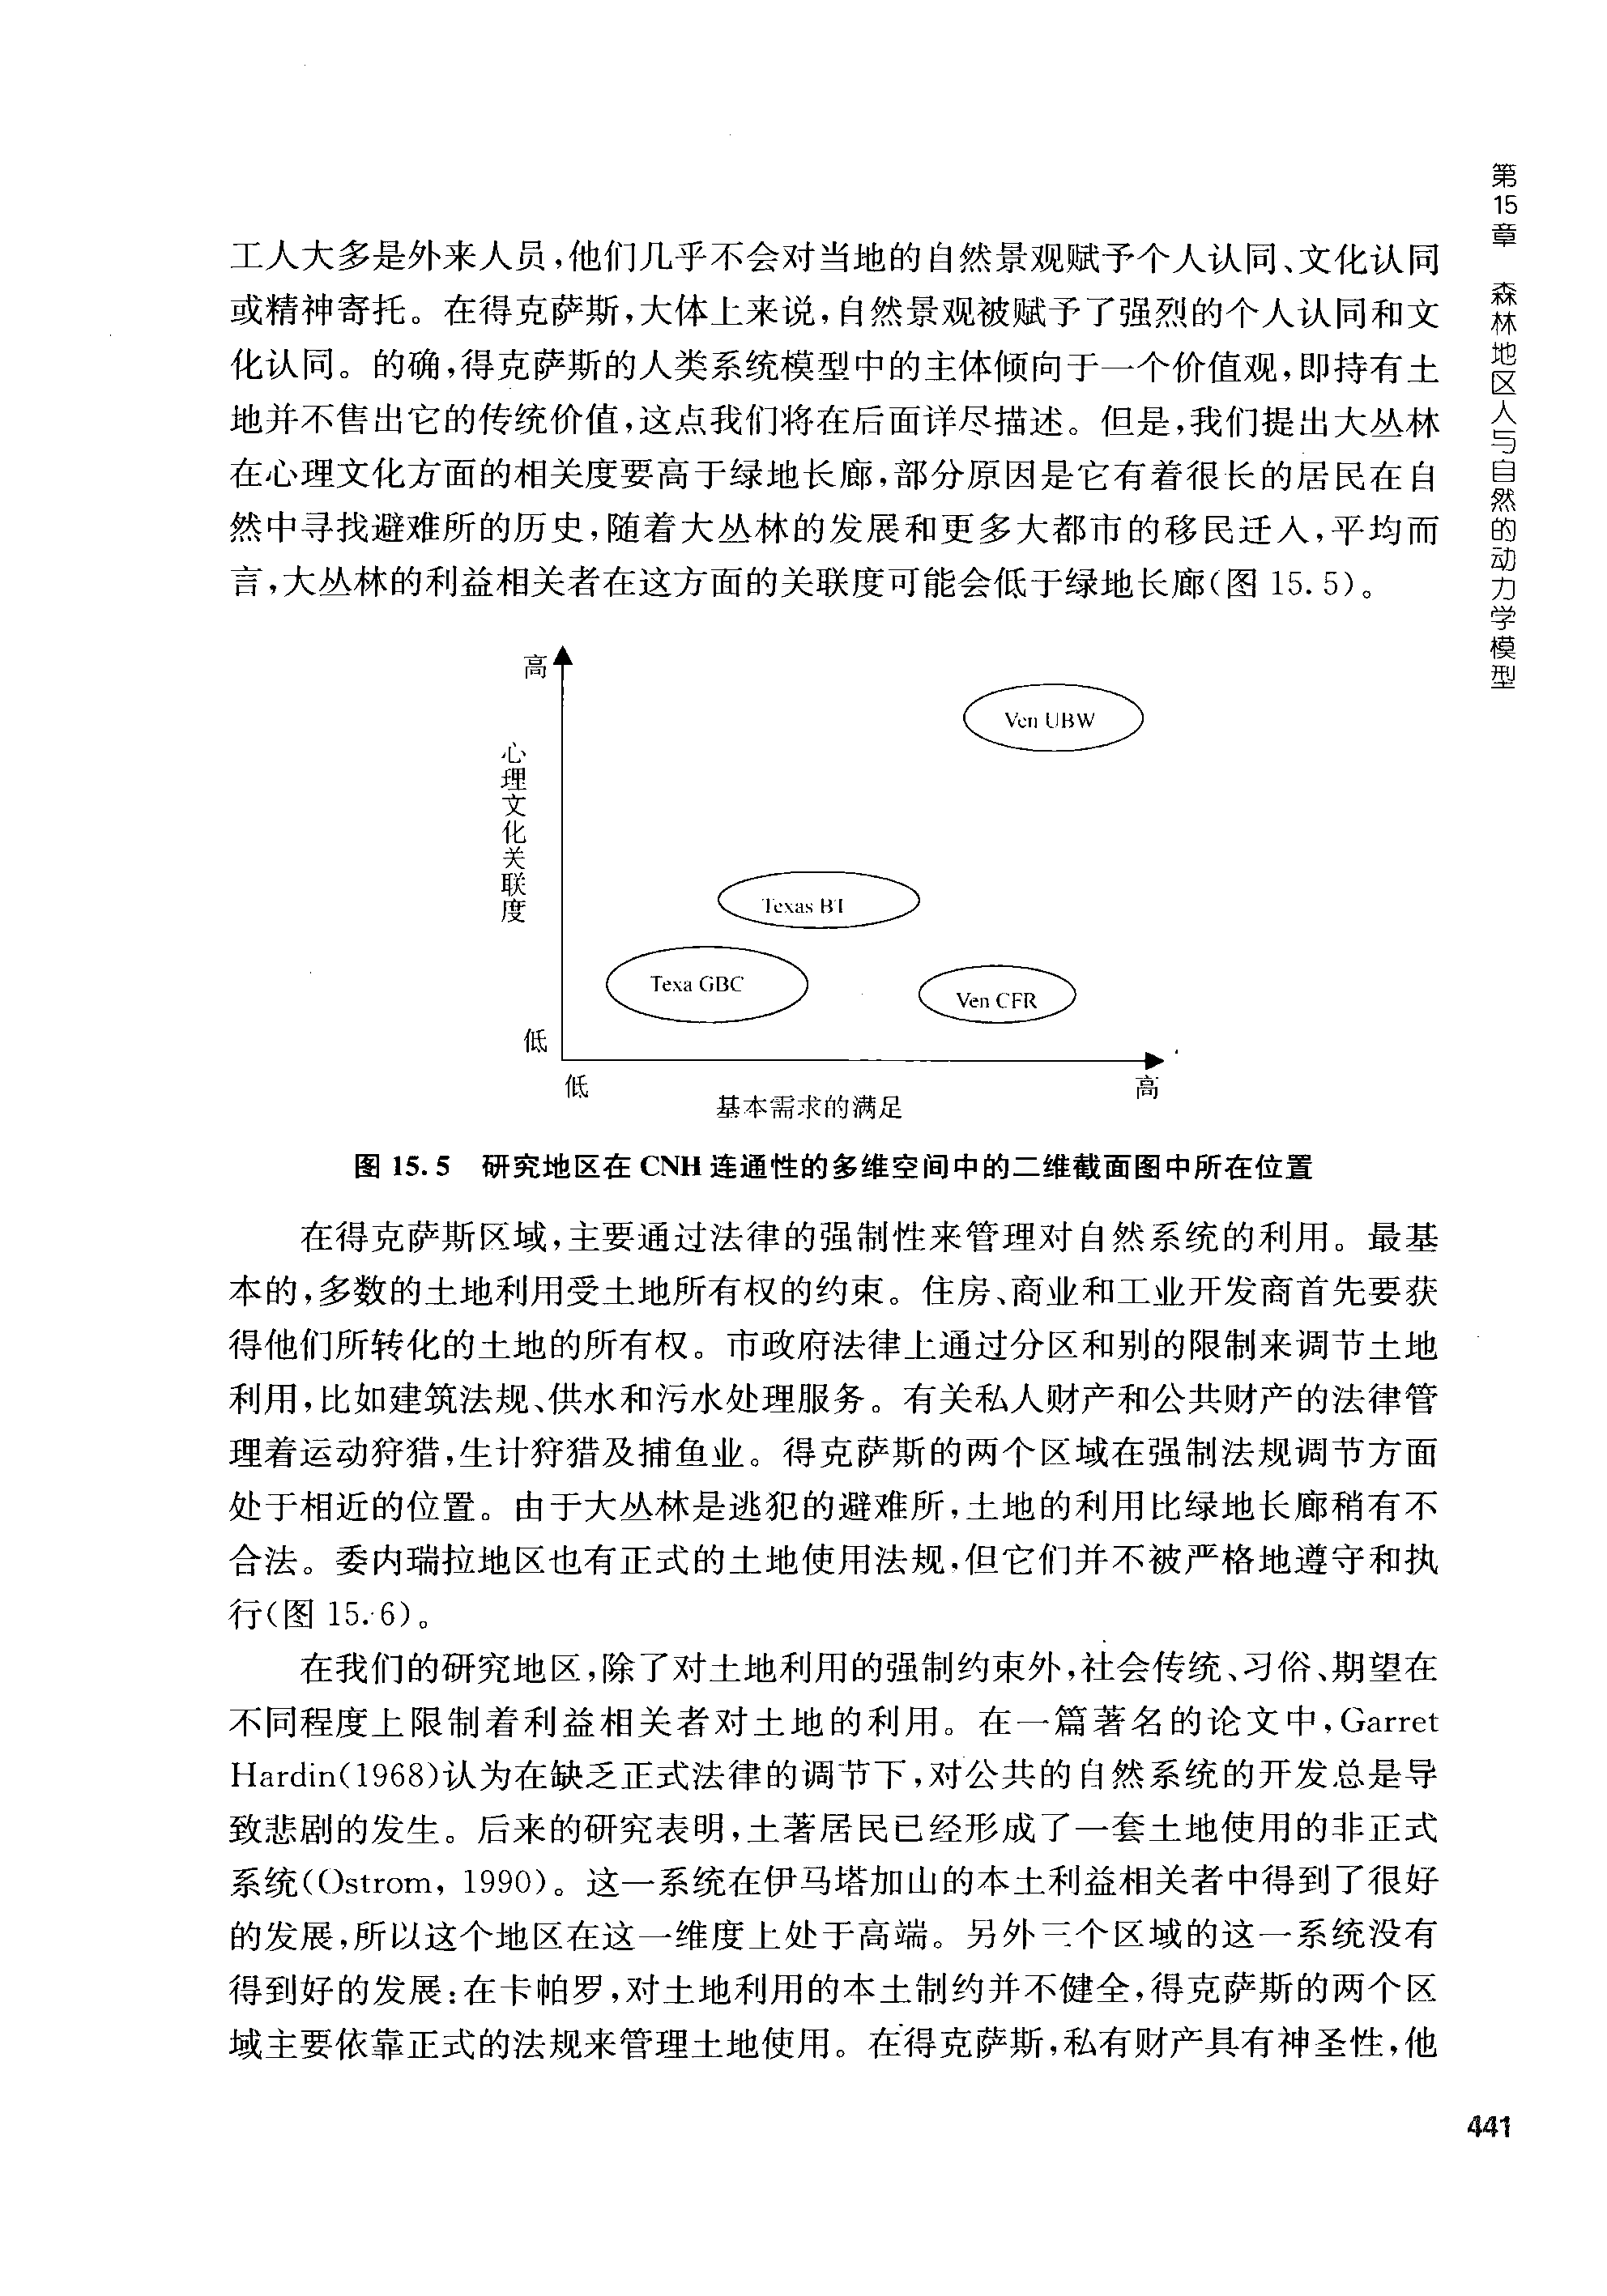 第15章 森林地区人与自然的动力学模型
工人大多是外来人员,他们几乎不会对当地的自然景观赋予个人认同、文化认同
或精神寄托。在得克萨斯,大体上来说,自然景观被赋予了强烈的个人认同和文
化认同。的确,得克萨斯的人类系统模型中的主体倾向于一个价值观,即持有土
地并不售出它的传统价值,这点我们将在后面详尽描述。但是,我们提出大丛林
在心理文化方面的相关度要高于绿地长廊,部分原因是它有着很长的居民在自
然中寻找避难所的历史,随着大丛林的发展和更多大都市的移民迁入,平均而
言,大丛林的利益相关者在这方面的关联度可能会低于绿地长廊(图 15.5)。
高
心理文化关联度
Ven UBW
Texas BT
Texa GBC
Ven CFR
低
低
高
基本需求的满足
图 15.5 研究地区在 CNH 连通性的多维空间中的二维截面图中所在位置
在得克萨斯区域,主要通过法律的强制性来管理对自然系统的利用。最基
本的,多数的土地利用受土地所有权的约束。住房、商业和工业开发商首先要获
得他们所转化的土地的所有权。市政府法律上通过分区和别的限制来调节土地
利用,比如建筑法规、供水和污水处理服务。有关私人财产和公共财产的法律管
理着运动狩猎,生计狩猎及捕鱼业。得克萨斯的两个区域在强制法规调节方面
处于相近的位置。由于大丛林是逃犯的避难所,土地的利用比绿地长廊稍有不
合法。委内瑞拉地区也有正式的土地使用法规,但它们并不被严格地遵守和执
行(图 15.6)。
在我们的研究地区,除了对土地利用的强制约束外,社会传统、习俗、期望在
不同程度上限制着利益相关者对土地的利用。在一篇著名的论文中,Garret
Hardin(1968)认为在缺乏正式法律的调节下,对公共的自然系统的开发总是导
致悲剧的发生。后来的研究表明,土著居民已经形成了一套土地使用的非正式
系统(Ostrom, 1990)。这一系统在伊马塔加山的本土利益相关者中得到了很好
的发展,所以这个地区在这一维度上处于高端。另外三个区域的这一系统没有
得到好的发展:在卡帕罗,对土地利用的本土制约并不健全,得克萨斯的两个区
域主要依靠正式的法规来管理土地使用。在得克萨斯,私有财产具有神圣性,他
441